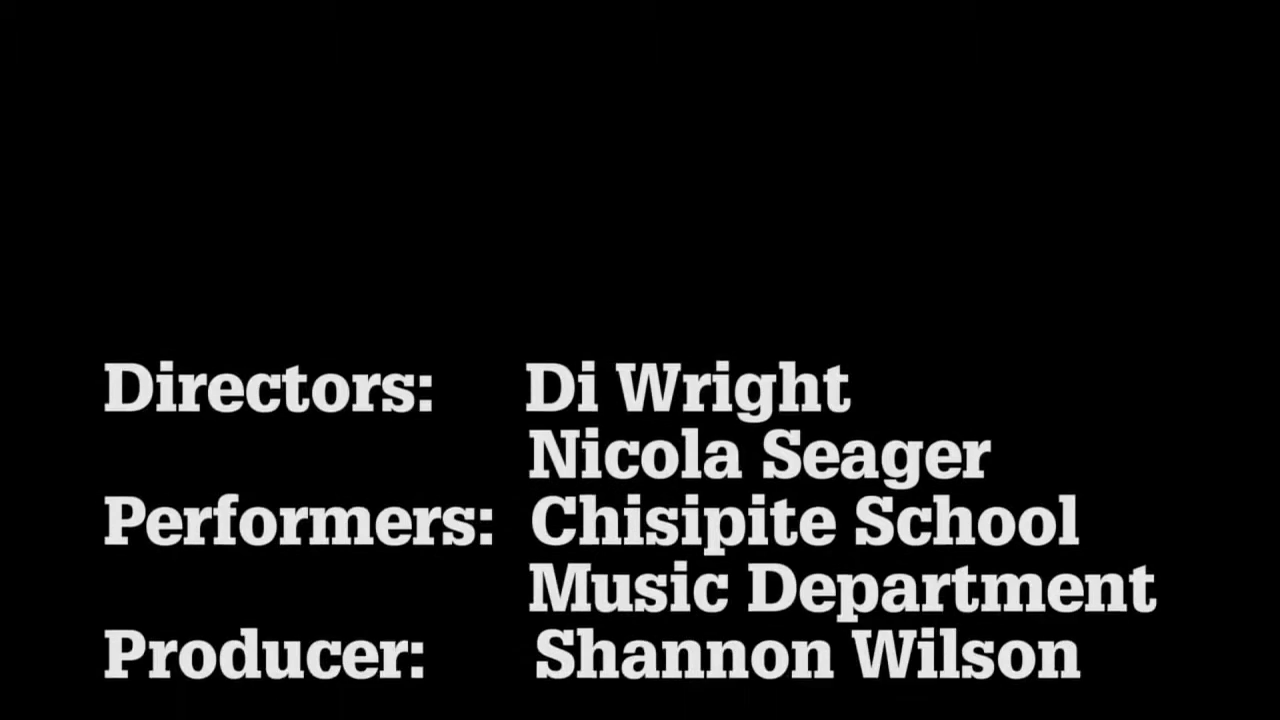 Directors: Di Wright
Nicola Seager
Performers: Chisipite School
Music Department
Producer: Shannon Wilson